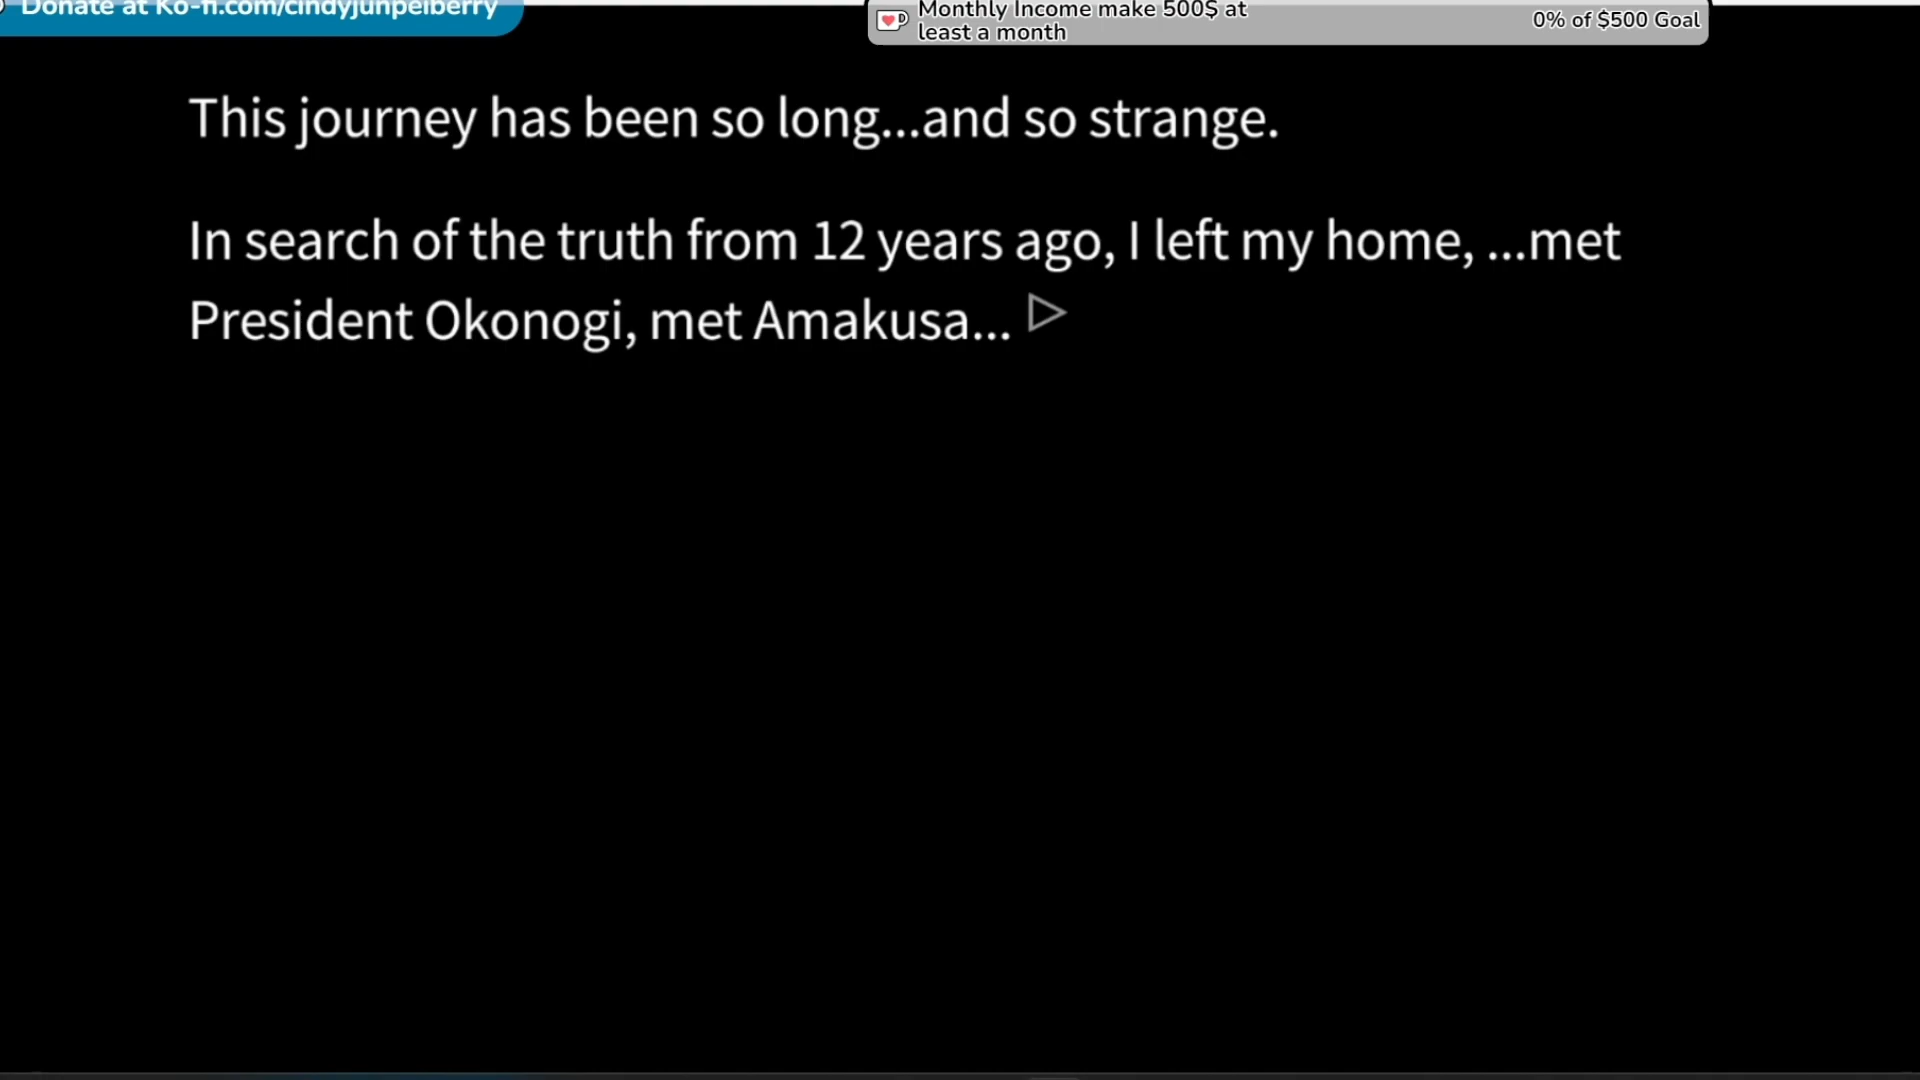 Donate at Ko-fi.com/cindyjunpeiberry
Monthly Income make 500$ at
least a month
0% of $500 Goal
This journey has been so long...and so strange.
In search of the truth from 12 years ago, I left my home, ...met
President Okonogi, met Amakusa...